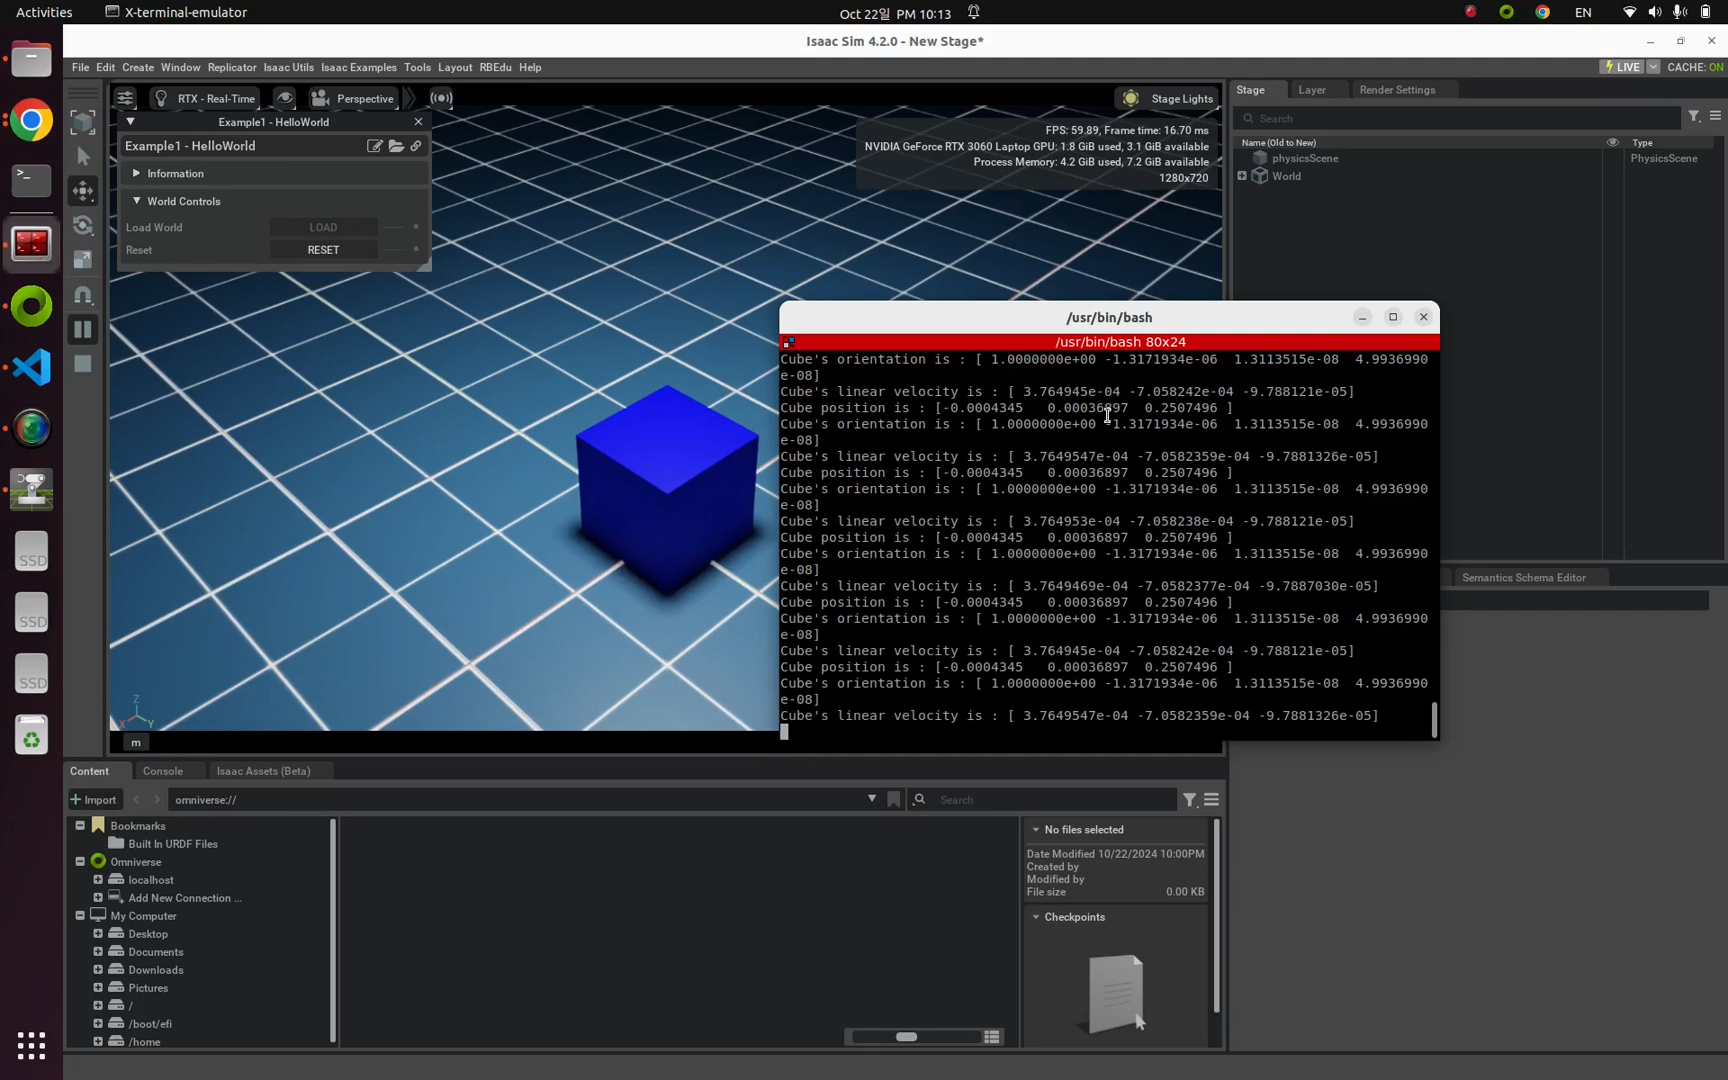 Activities
X-terminal-emulator
Oct 22일 PM 10:13
EN
Isaac Sim 4.2.0 - New Stage*
File Edit Create Window Replicator Isaac Utils Isaac Examples Tools Layout RBEdu Help
LIVE
CACHE: ON
RTX - Real-Time
Perspective
Stage Lights
Example1 - HelloWorld
Example1 - HelloWorld
Information
World Controls
Load World
LOAD
Reset
RESET
FPS: 59.89, Frame time: 16.70 ms
NVIDIA GeForce RTX 3060 Laptop GPU: 1.8 GiB used, 3.1 GiB available
Process Memory: 4.2 GiB used, 7.2 GiB available
1280x720
Stage
Layer
Render Settings
Search
Name (Old to New)
Type
physicsScene
PhysicsScene
World
Semantics Schema Editor
/usr/bin/bash
/usr/bin/bash 80x24
Cube's orientation is : [ 1.0000000e+00 -1.3171934e-06  1.3113515e-08  4.9936990
e-08]
Cube's linear velocity is : [ 3.764945e-04 -7.058242e-04 -9.788121e-05]
Cube position is : [-0.0004345   0.00036897  0.2507496 ]
Cube's orientation is : [ 1.0000000e+00 -1.3171934e-06  1.3113515e-08  4.9936990
e-08]
Cube's linear velocity is : [ 3.7649547e-04 -7.0582359e-04 -9.7881326e-05]
Cube position is : [-0.0004345   0.00036897  0.2507496 ]
Cube's orientation is : [ 1.0000000e+00 -1.3171934e-06  1.3113515e-08  4.9936990
e-08]
Cube's linear velocity is : [ 3.764953e-04 -7.058238e-04 -9.788121e-05]
Cube position is : [-0.0004345   0.00036897  0.2507496 ]
Cube's orientation is : [ 1.0000000e+00 -1.3171934e-06  1.3113515e-08  4.9936990
e-08]
Cube's linear velocity is : [ 3.7649469e-04 -7.0582377e-04 -9.7887030e-05]
Cube position is : [-0.0004345   0.00036897  0.2507496 ]
Cube's orientation is : [ 1.0000000e+00 -1.3171934e-06  1.3113515e-08  4.9936990
e-08]
Cube's linear velocity is : [ 3.764945e-04 -7.058242e-04 -9.788121e-05]
Cube position is : [-0.0004345   0.00036897  0.2507496 ]
Cube's orientation is : [ 1.0000000e+00 -1.3171934e-06  1.3113515e-08  4.9936990
e-08]
Cube's linear velocity is : [ 3.7649547e-04 -7.0582359e-04 -9.7881326e-05]
SSD
SSD
SSD
Z
X
Y
m
Content
Console
Isaac Assets (Beta)
Import
omniverse://
Search
Bookmarks
Built In URDF Files
Omniverse
localhost
Add New Connection ...
My Computer
Desktop
Documents
Downloads
Pictures
/
/boot/efi
/home
No files selected
Date Modified 10/22/2024 10:00PM
Created by
Modified by
File size 0.00 KB
Checkpoints